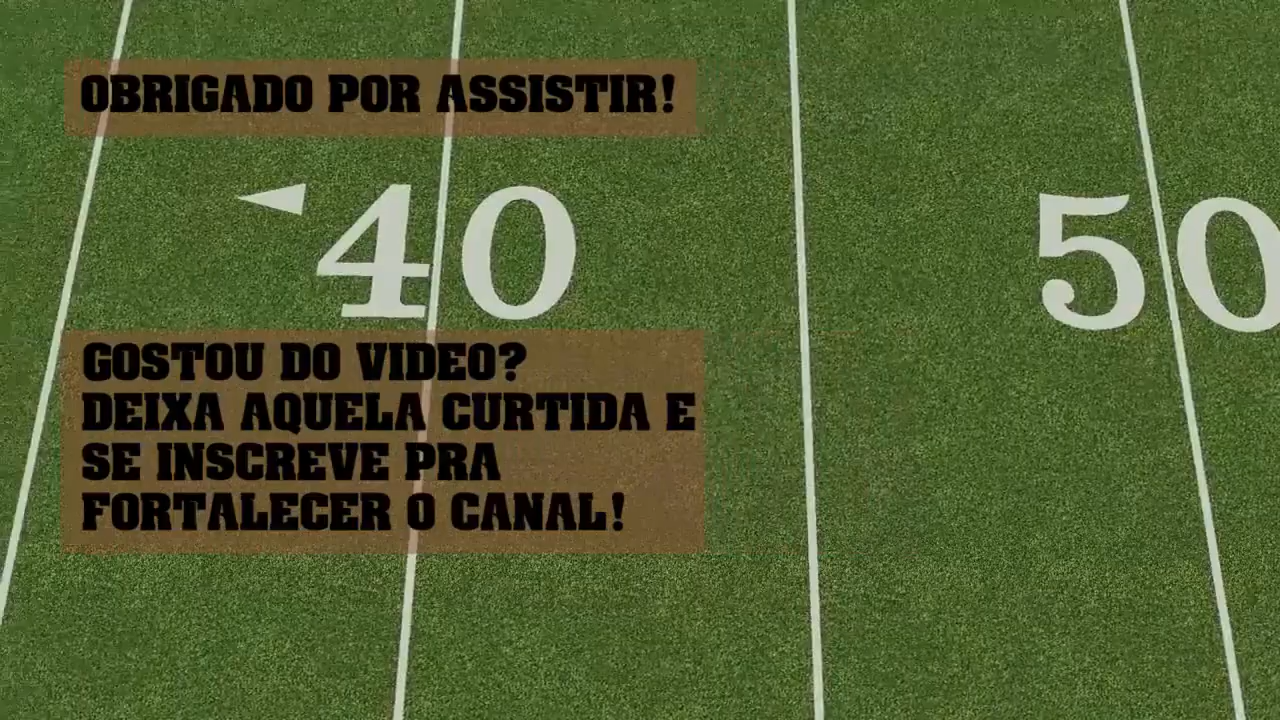 OBRIGADO POR ASSISTIR!
40
50
GOSTOU DO VIDEO?
DEIXA AQUELA CURTIDA E
SE INSCREVE PRA
FORTALECER O CANAL!